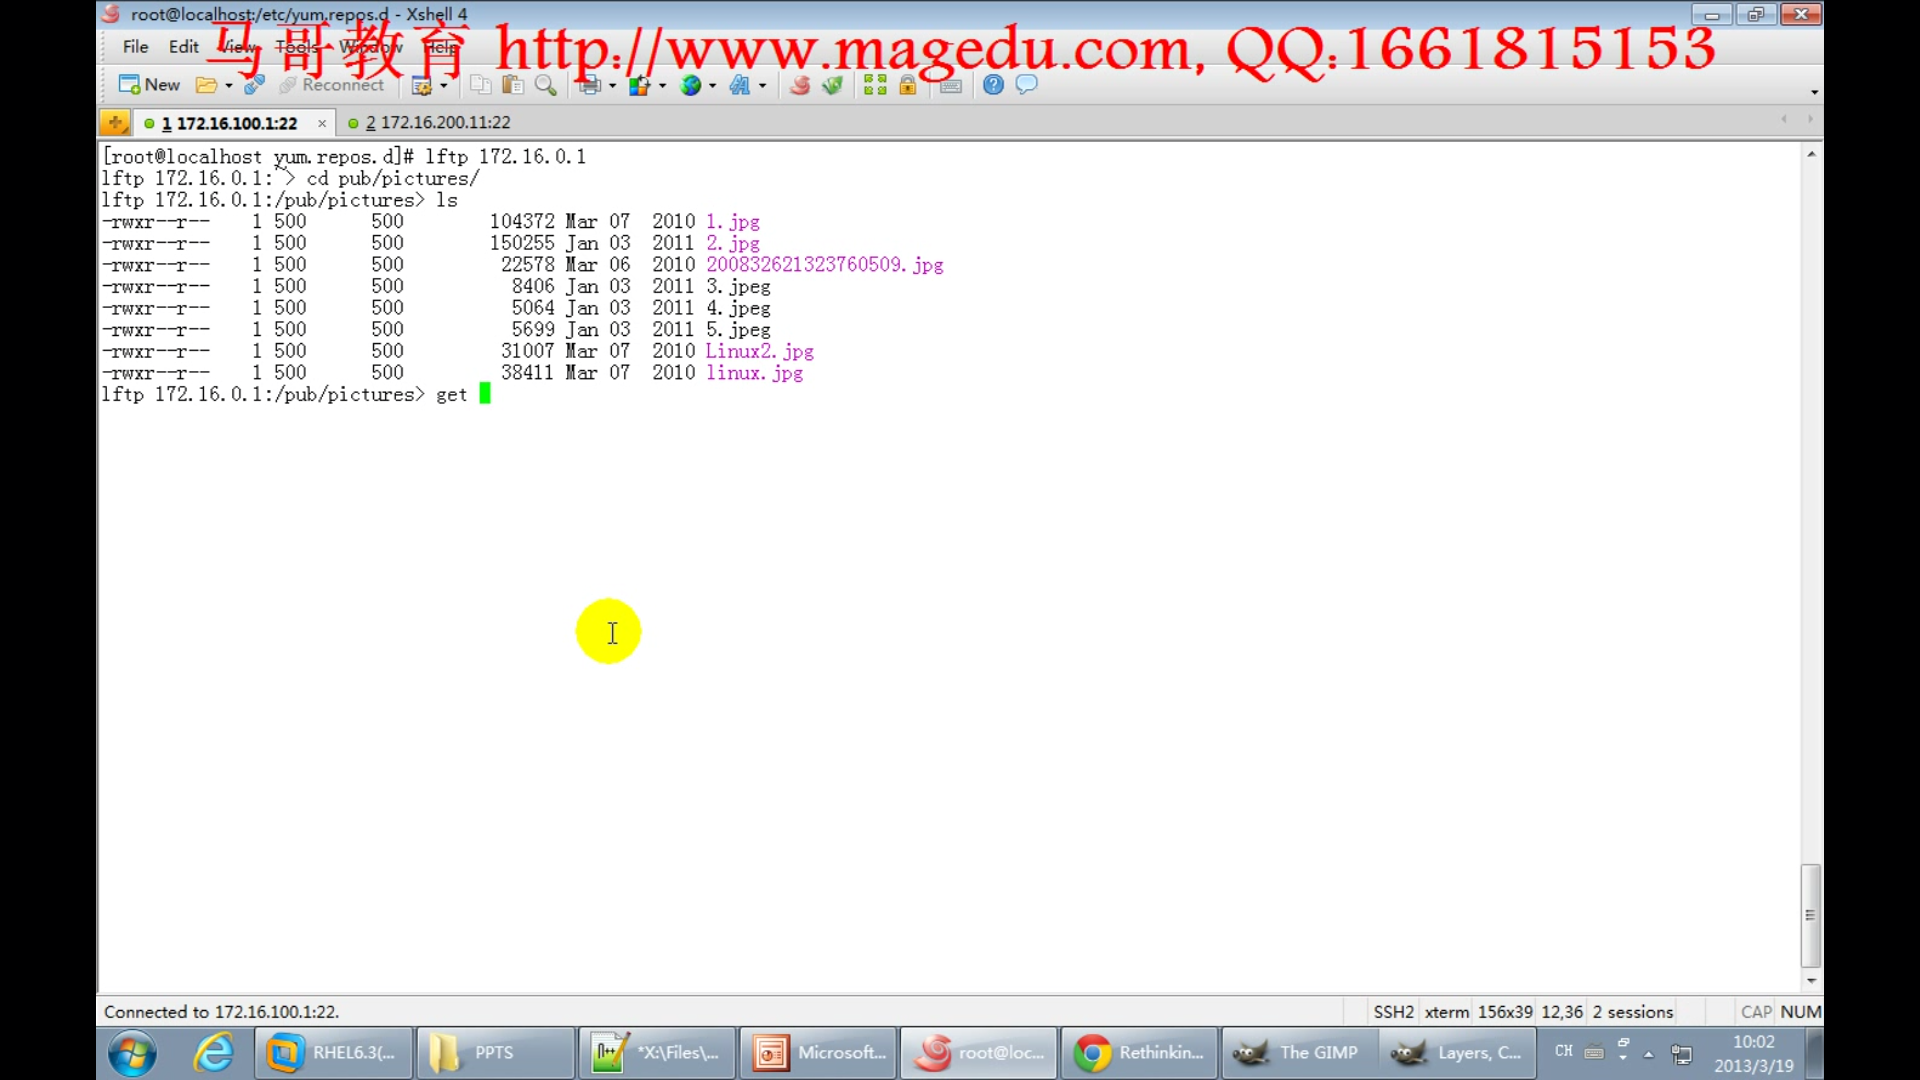 root@localhost:/etc/yum.repos.d - Xshell 4
马哥教育 http://www.magedu.com, QQ:1661815153
File Edit View Tools Window Help
New Reconnect
1 172.16.100.1:22 × 2 172.16.200.11:22
[root@localhost yum.repos.d]# lftp 172.16.0.1
lftp 172.16.0.1:~> cd pub/pictures/
lftp 172.16.0.1:/pub/pictures> ls
-rwxr--r-- 1 500 500 104372 Mar 07 2010 1.jpg
-rwxr--r-- 1 500 500 150255 Jan 03 2011 2.jpg
-rwxr--r-- 1 500 500 22578 Mar 06 2010 200832621323760509.jpg
-rwxr--r-- 1 500 500 8406 Jan 03 2011 3.jpeg
-rwxr--r-- 1 500 500 5064 Jan 03 2011 4.jpeg
-rwxr--r-- 1 500 500 5699 Jan 03 2011 5.jpeg
-rwxr--r-- 1 500 500 31007 Mar 07 2010 Linux2.jpg
-rwxr--r-- 1 500 500 38411 Mar 07 2010 linux.jpg
lftp 172.16.0.1:/pub/pictures> get
Connected to 172.16.100.1:22. SSH2 xterm 156x39 12,36 2 sessions CAP NUM
RHEL6.3(... PPTS *X:\Files\... Microsoft... root@loc... Rethinkin... The GIMP Layers, C... CH 10:02
2013/3/19